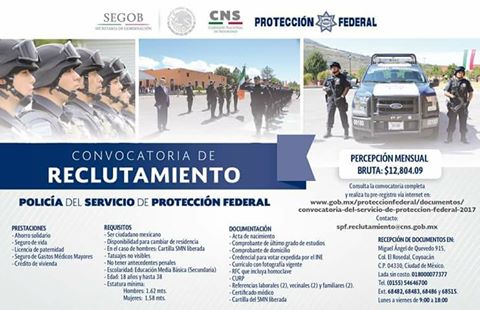 SEGOB
SECRETARÍA DE GOBERNACIÓN
CNS
COMISIÓN NACIONAL
DE SEGURIDAD
PROTECCIÓN FEDERAL
CONVOCATORIA DE
RECLUTAMIENTO
POLICÍA DEL SERVICIO DE PROTECCIÓN FEDERAL
PRESTACIONES
• Ahorro solidario
• Seguro de vida
• Licencia de paternidad
• Seguro de Gastos Médicos Mayores
• Crédito de vivienda
REQUISITOS
• Ser ciudadano mexicano
• Disponibilidad para cambiar de residencia
• En el caso de hombres: Cartilla SMN liberada
• Tatuajes no visibles
• No tener antecedentes penales
• Escolaridad: Educación Media Básica (Secundaria)
• Edad: 18 años y hasta 38
• Estatura mínima:
Hombres: 1.62 mts.
Mujeres: 1.58 mts.
DOCUMENTACIÓN
• Acta de nacimiento
• Comprobante de último grado de estudios
• Comprobante de domicilio
• Credencial para votar expedida por el INE
• Currículum con fotografía vigente
• RFC que incluya homoclave
• CURP
• Referencias laborales (2), vecinales (2) y familiares (2).
• Certificado médico
• Cartilla del SMN liberada
PERCEPCIÓN MENSUAL
BRUTA: $12,804.09
Consulta la convocatoria completa
y realiza tu pre-registro vía internet en:
www.gob.mx/proteccionfederal/documentos/
convocatoria-del-servicio-de-proteccion-federal-2017
Contacto:
spf.reclutamiento@cns.gob.mx
RECEPCIÓN DE DOCUMENTOS EN:
Miguel Ángel de Quevedo 915,
Col. El Rosedal, Coyoacán,
C.P. 04330, Ciudad de México.
Lada sin costo: 018000077377
Tel: (0155) 54646700
Ext. 68482, 68483, 68486 y 68515.
Lunes a viernes de 9:00 a 18:00